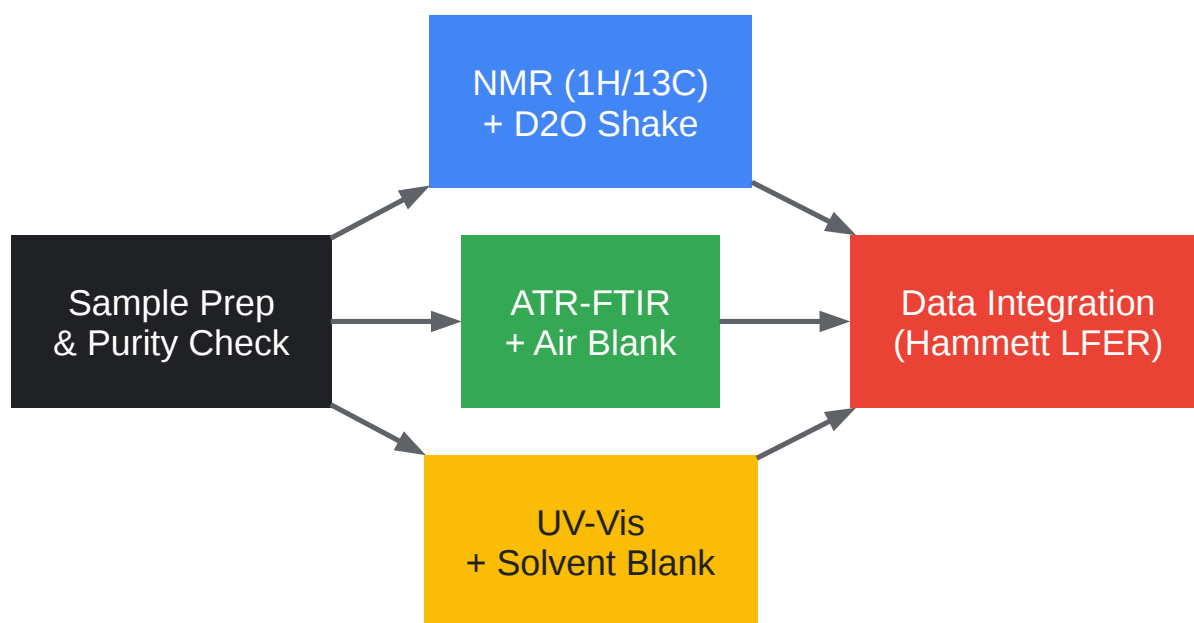 NMR (1H/13C)
+ D2O Shake
Sample Prep
& Purity Check
ATR-FTIR
+ Air Blank
Data Integration
(Hammett LFER)
UV-Vis
+ Solvent Blank